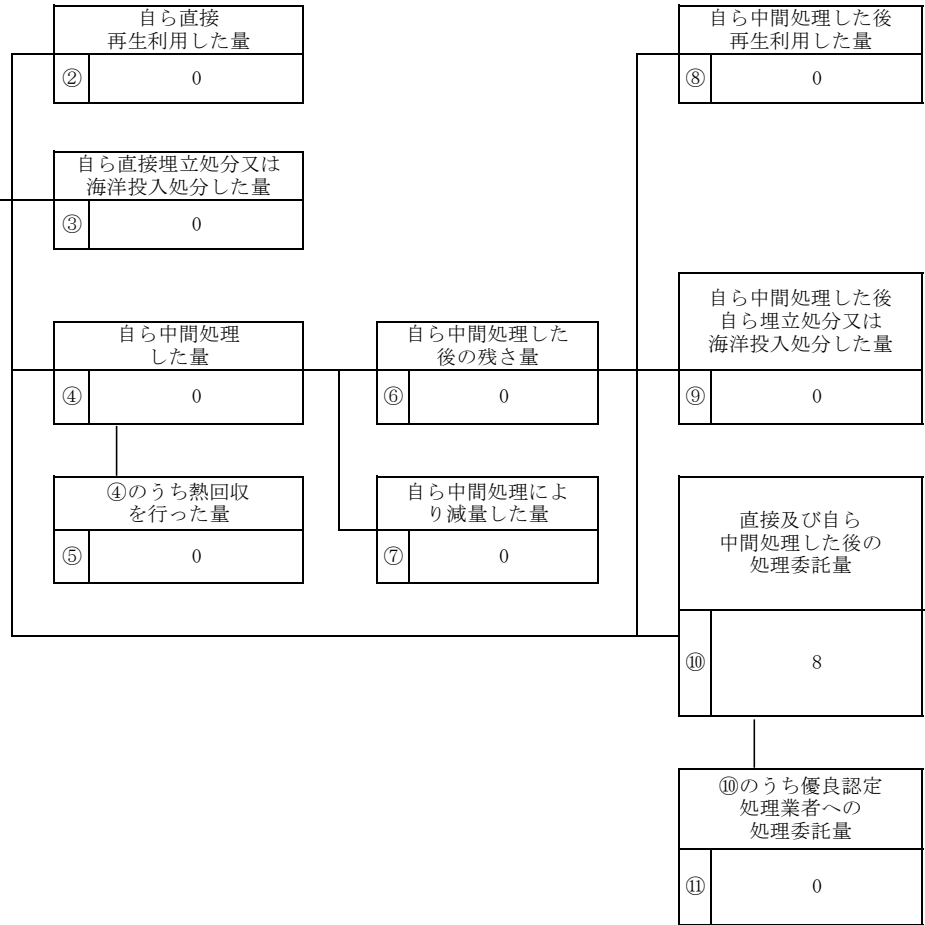 自ら直接
再生利用した量
② 0
自ら中間処理した後
再生利用した量
⑧ 0
自ら直接埋立処分又は
海洋投入処分した量
③ 0
自ら中間処理
した量
④ 0
自ら中間処理した
後の残さ量
⑥ 0
自ら中間処理した後
自ら埋立処分又は
海洋投入処分した量
⑨ 0
④のうち熱回収
を行った量
⑤ 0
自ら中間処理によ
り減量した量
⑦ 0
直接及び自ら
中間処理した後の
処理委託量
⑩ 8
⑩のうち優良認定
処理業者への
処理委託量
⑪ 0